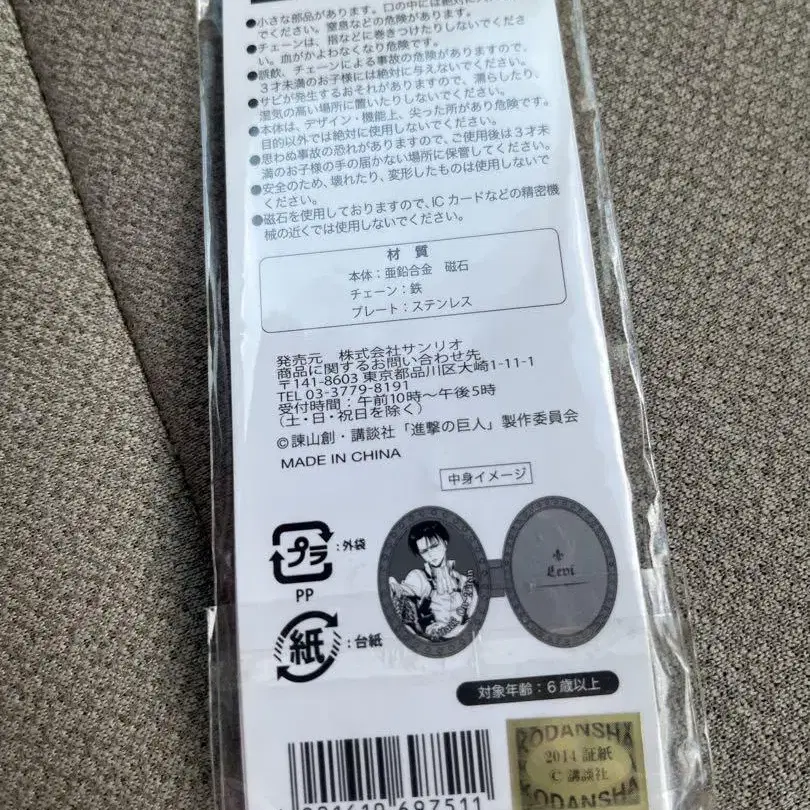 ●小さな部品があります。口の中には絶対に
でください。窒息などの危険があります。
●チェーンは、指などに巻きつけたりしないでくださ
い。血がかよわなくなり危険です。
●誤飲、チェーンによる事故の危険がありますので、
3才未満のお子様には絶対に与えないでください。
●サビが発生するおそれがありますので、濡らしたり、
湿気の高い場所に置いたりしないでください。
●本体は、デザイン・機能上、尖った所があり危険です。
目的以外では絶対に使用しないでください。
●思わぬ事故の恐れがありますので、ご使用後は3才未
満のお子様の手の届かない場所に保管してください。
●安全のため、壊れたり、変形したものは使用しないで
ください。
●磁石を使用しておりますので、ICカードなどの精密機
械の近くでは使用しないでください。
材 質
本体：亜鉛合金 磁石
チェーン：鉄
プレート：ステンレス
発売元 株式会社サンリオ
商品に関するお問い合わせ先
〒141-8603 東京都品川区大崎1-11-1
TEL 03-3779-8191
受付時間：午前10時～午後5時
（土・日・祝日を除く）
©諫山創・講談社「進撃の巨人」製作委員会
MADE IN CHINA
中身イメージ
プラ
：外袋
PP
Levi
紙
：台紙
対象年齢：6歳以上
KODANSHA
2014 証紙
© 講談社
KODANSHA